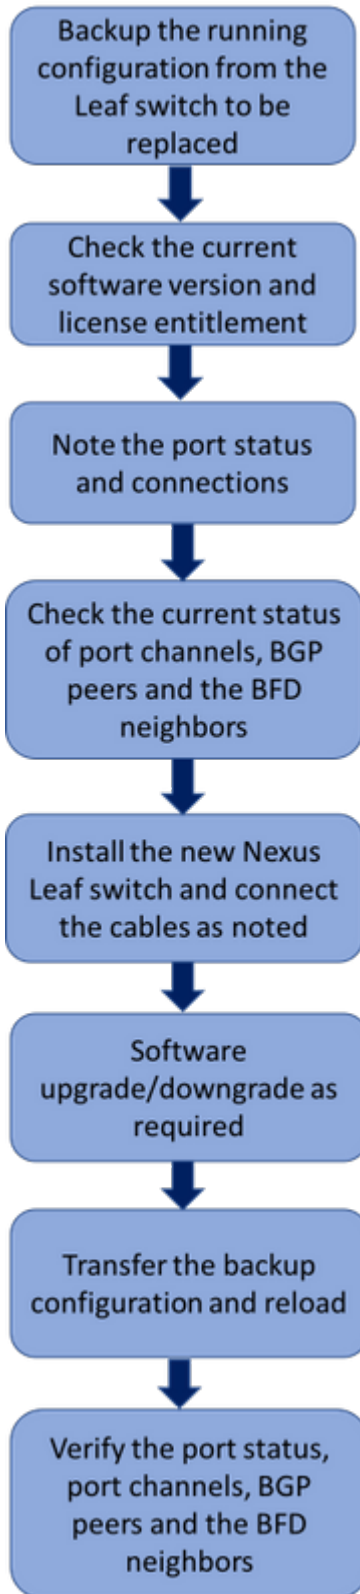 Backup the running
configuration from the
Leaf switch to be
replaced
Check the current
software version and
license entitlement
Note the port status
and connections
Check the current status
of port channels, BGP
peers and the BFD
neighbors
Install the new Nexus
Leaf switch and connect
the cables as noted
Software
upgrade/downgrade as
required
Transfer the backup
configuration and reload
Verify the port status,
port channels, BGP
peers and the BFD
neighbors